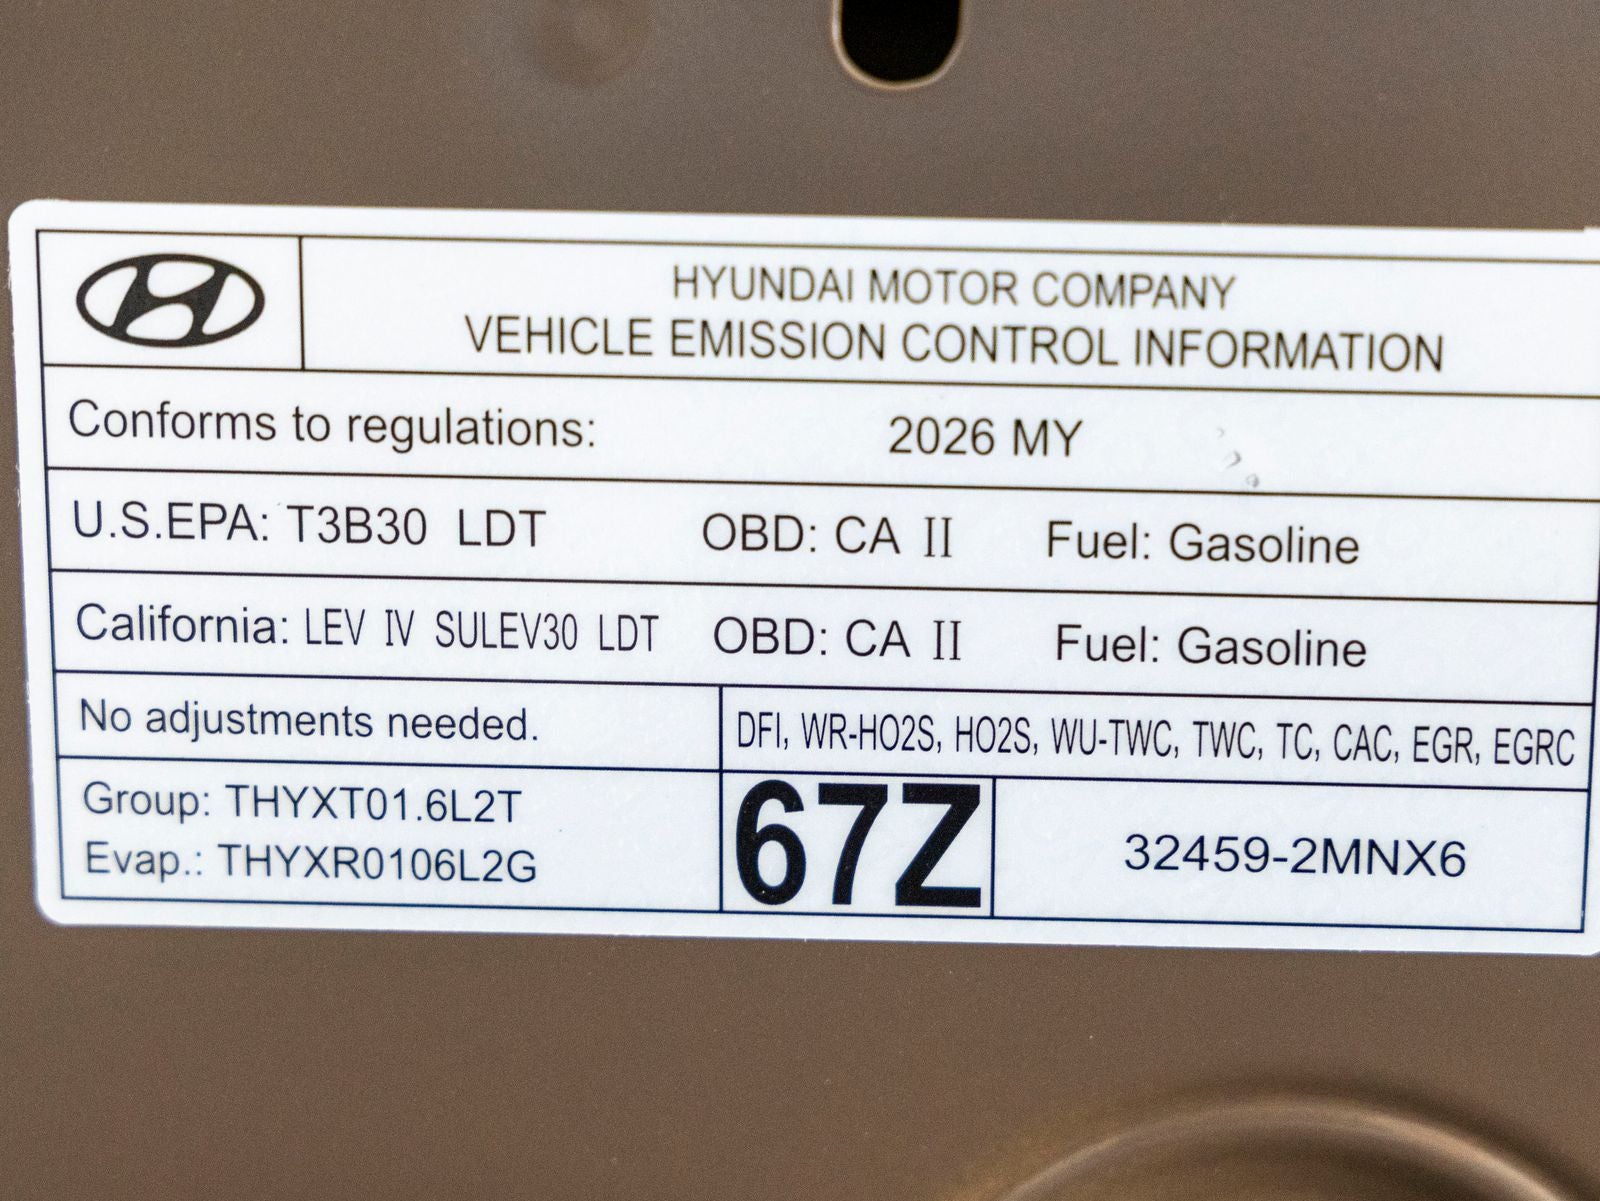 HYUNDAI MOTOR COMPANY
VEHICLE EMISSION CONTROL INFORMATION
Conforms to regulations: 2026 MY
U.S.EPA: T3B30 LDT OBD: CA II Fuel: Gasoline
California: LEV IV SULEV30 LDT OBD: CA II Fuel: Gasoline
No adjustments needed.
DFI, WR-HO2S, HO2S, WU-TWC, TWC, TC, CAC, EGR, EGRC
Group: THYXT01.6L2T
Evap.: THYXR0106L2G
67Z
32459-2MNX6